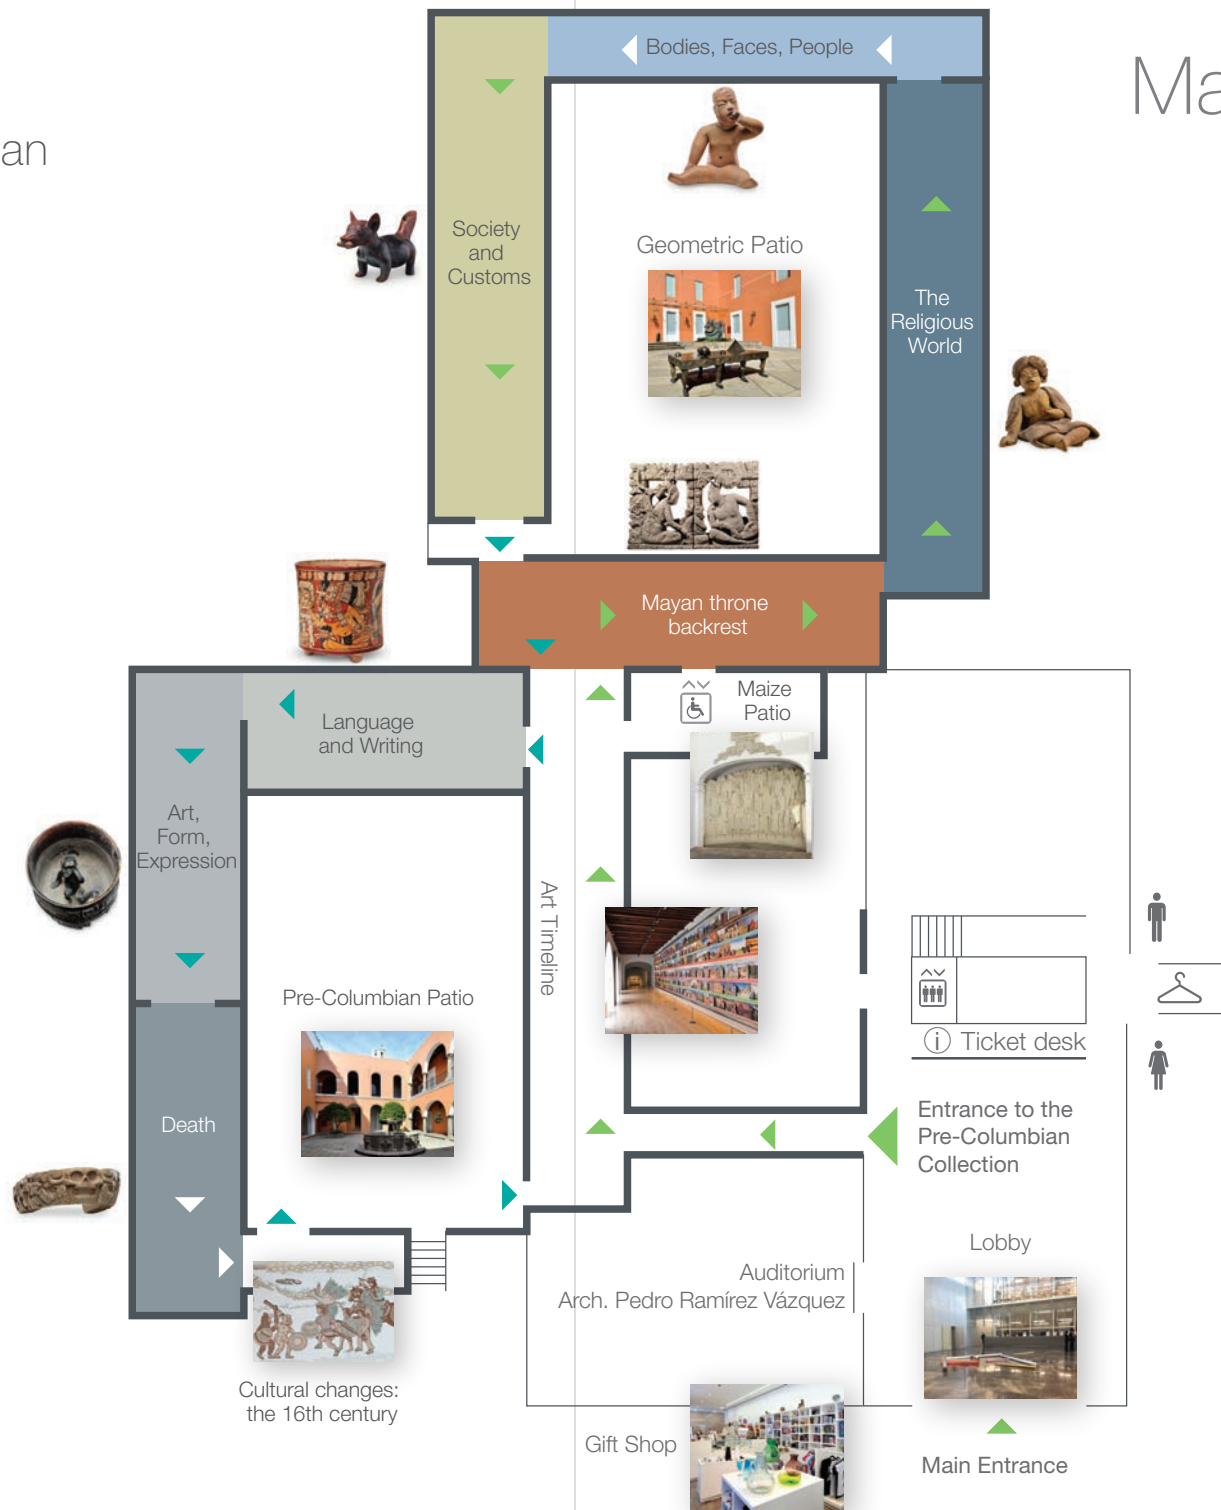 Bodies, Faces, People
Ma
an
Society
and
Customs
Geometric Patio
The
Religious
World
Mayan throne
backrest
Maize
Patio
Language
and Writing
Art,
Form,
Expression
Art Timeline
Pre-Columbian Patio
i Ticket desk
Death
Entrance to the
Pre-Columbian
Collection
Lobby
Auditorium
Arch. Pedro Ramírez Vázquez
Cultural changes:
the 16th century
Gift Shop
Main Entrance